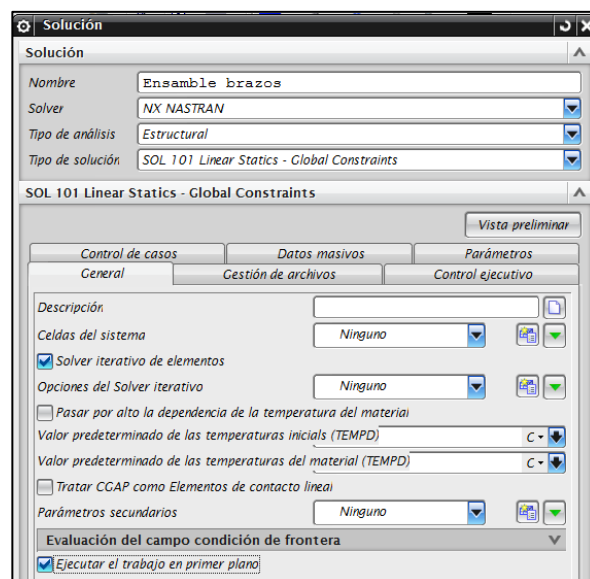 Solución
Solución
Nombre Ensamble brazos
Solver NX NASTRAN
Tipo de análisis Estructural
Tipo de solución SOL 101 Linear Statics - Global Constraints
SOL 101 Linear Statics - Global Constraints
Vista preliminar
Control de casos Datos masivos Parámetros
General Gestión de archivos Control ejecutivo
Descripción
Celdas del sistema Ninguno
Solver iterativo de elementos
Opciones del Solver iterativo Ninguno
Pasar por alto la dependencia de la temperatura del material
Valor predeterminado de las temperaturas inicials (TEMPD) C
Valor predeterminado de las temperaturas del material (TEMPD) C
Tratar CGAP como Elementos de contacto lineal
Parámetros secundarios Ninguno
Evaluación del campo condición de frontera
Ejecutar el trabajo en primer plano